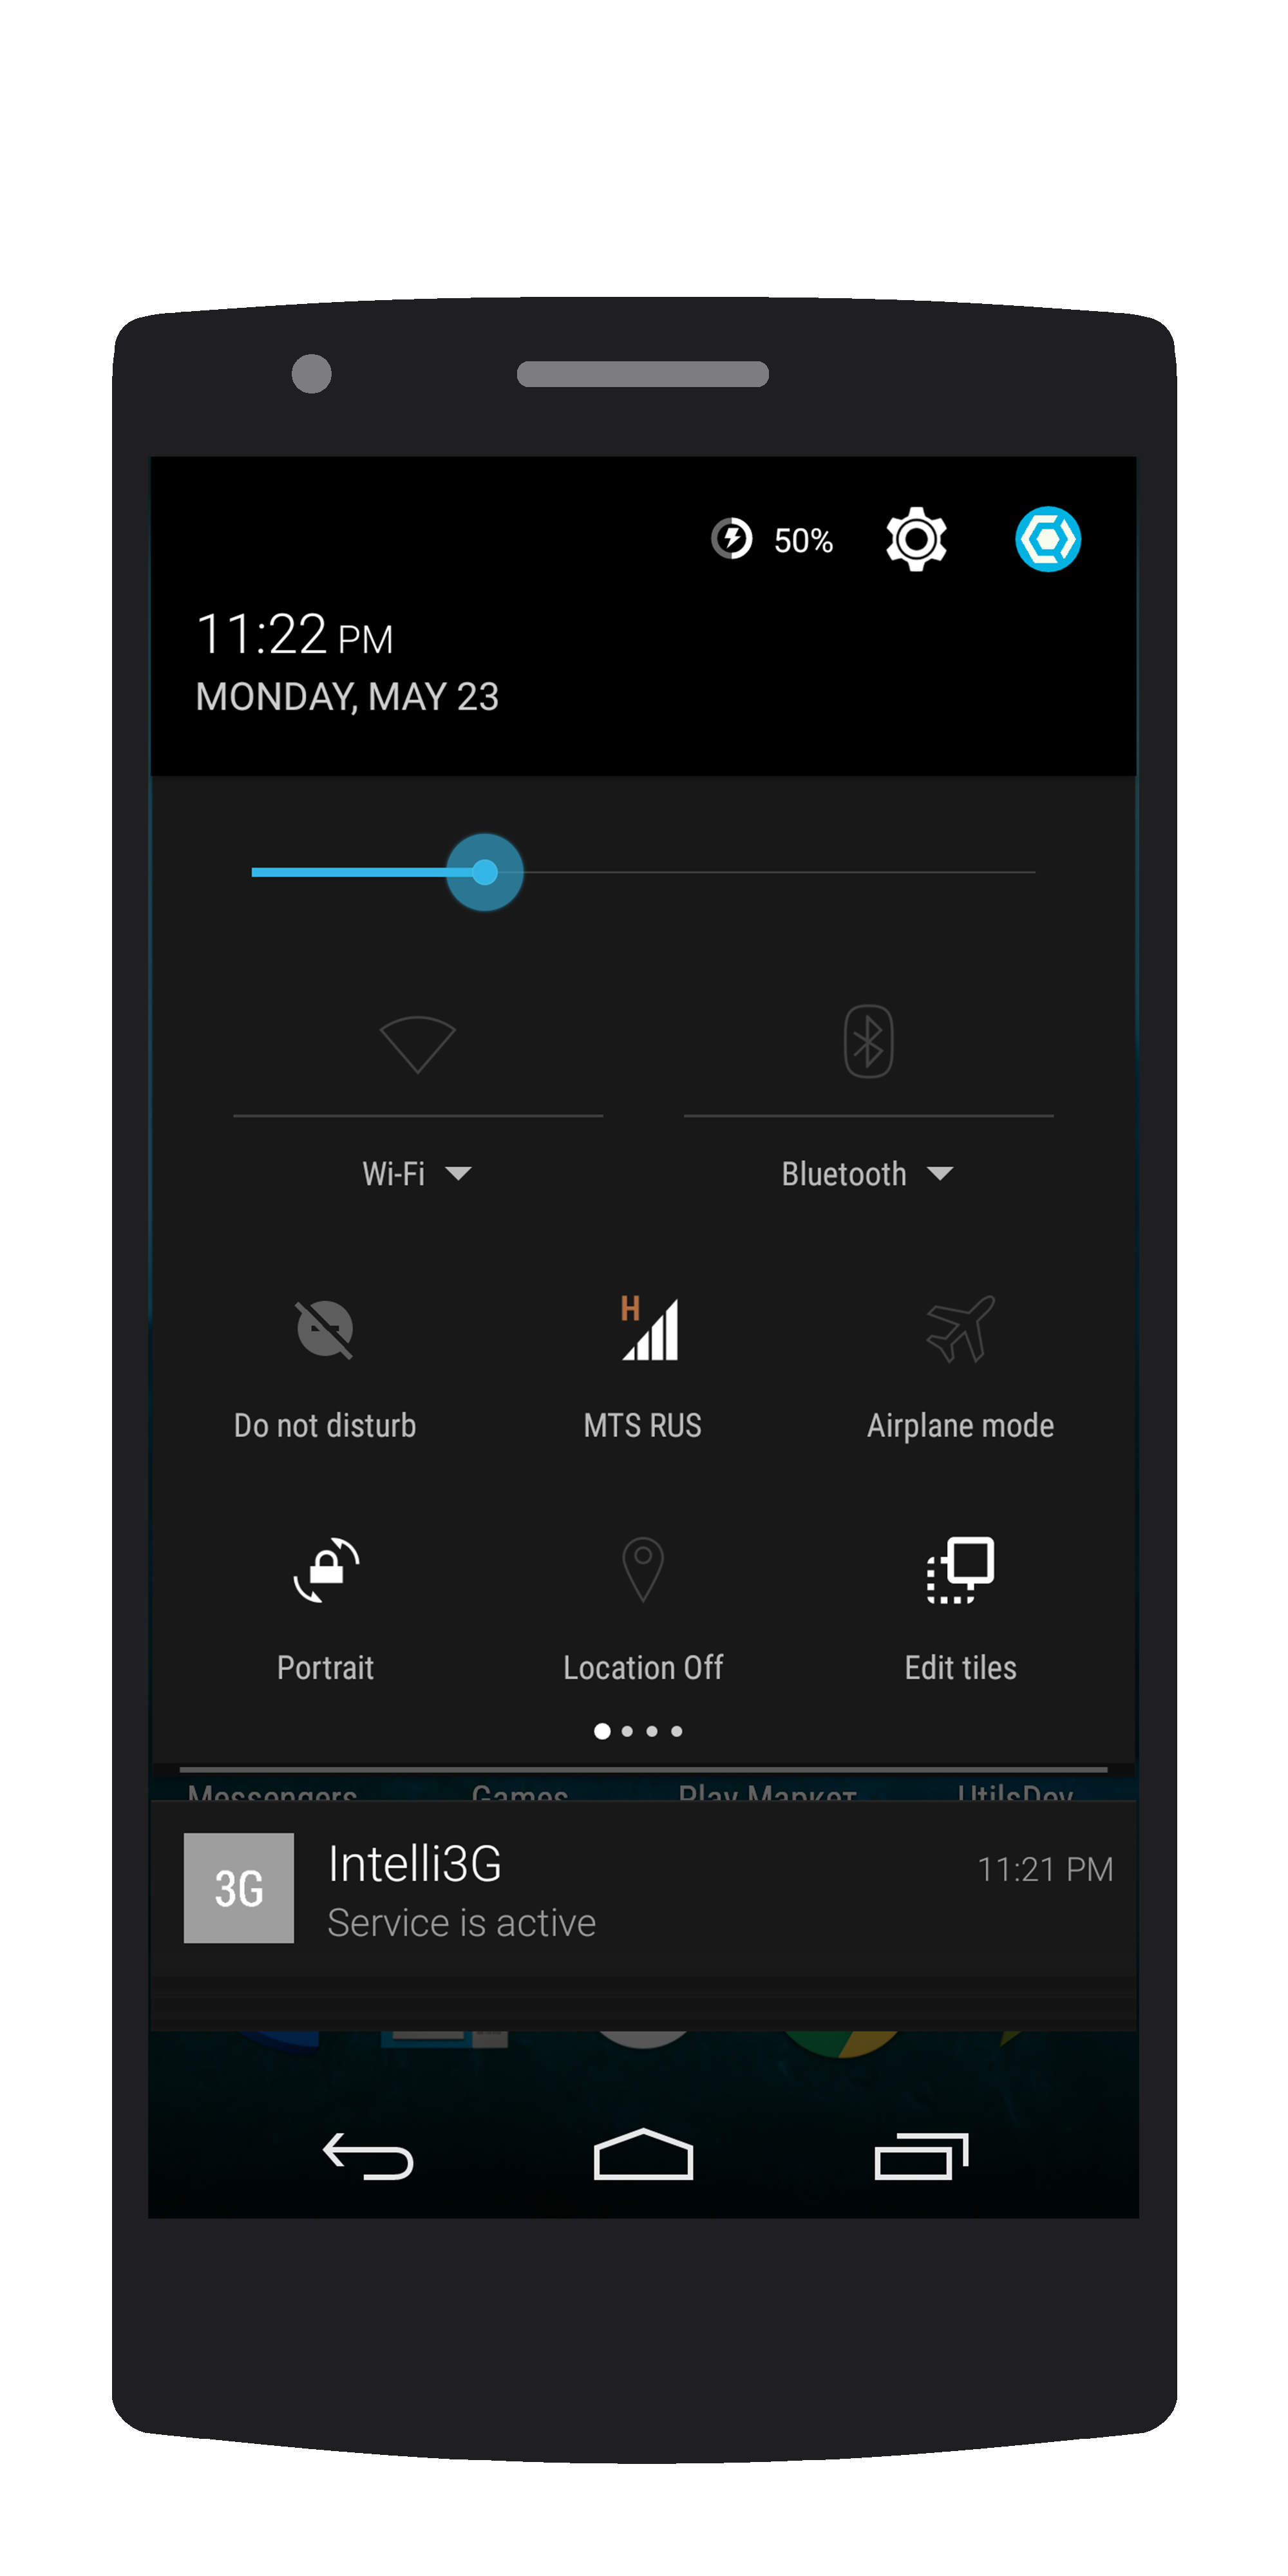 50%
11:22 PM
MONDAY, MAY 23
Wi-Fi
Bluetooth
H
Do not disturb
MTS RUS
Airplane mode
Portrait
Location Off
Edit tiles
Messengers Games Play Маркет UtilsDev
3G
Intelli3G
11:21 PM
Service is active